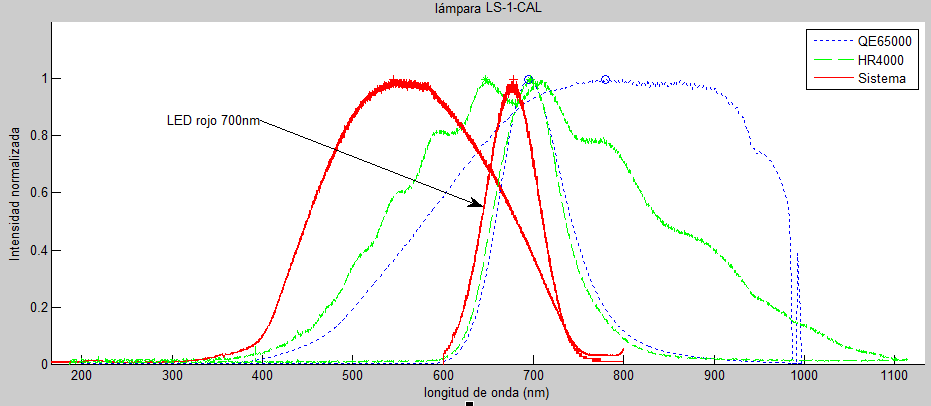 lámpara LS-1-CAL
QE65000
HR4000
Sistema
LED rojo 700nm
Intensidad normalizada
1
0.8
0.6
0.4
0.2
0
200 300 400 500 600 700 800 900 1000 1100
longitud de onda (nm)